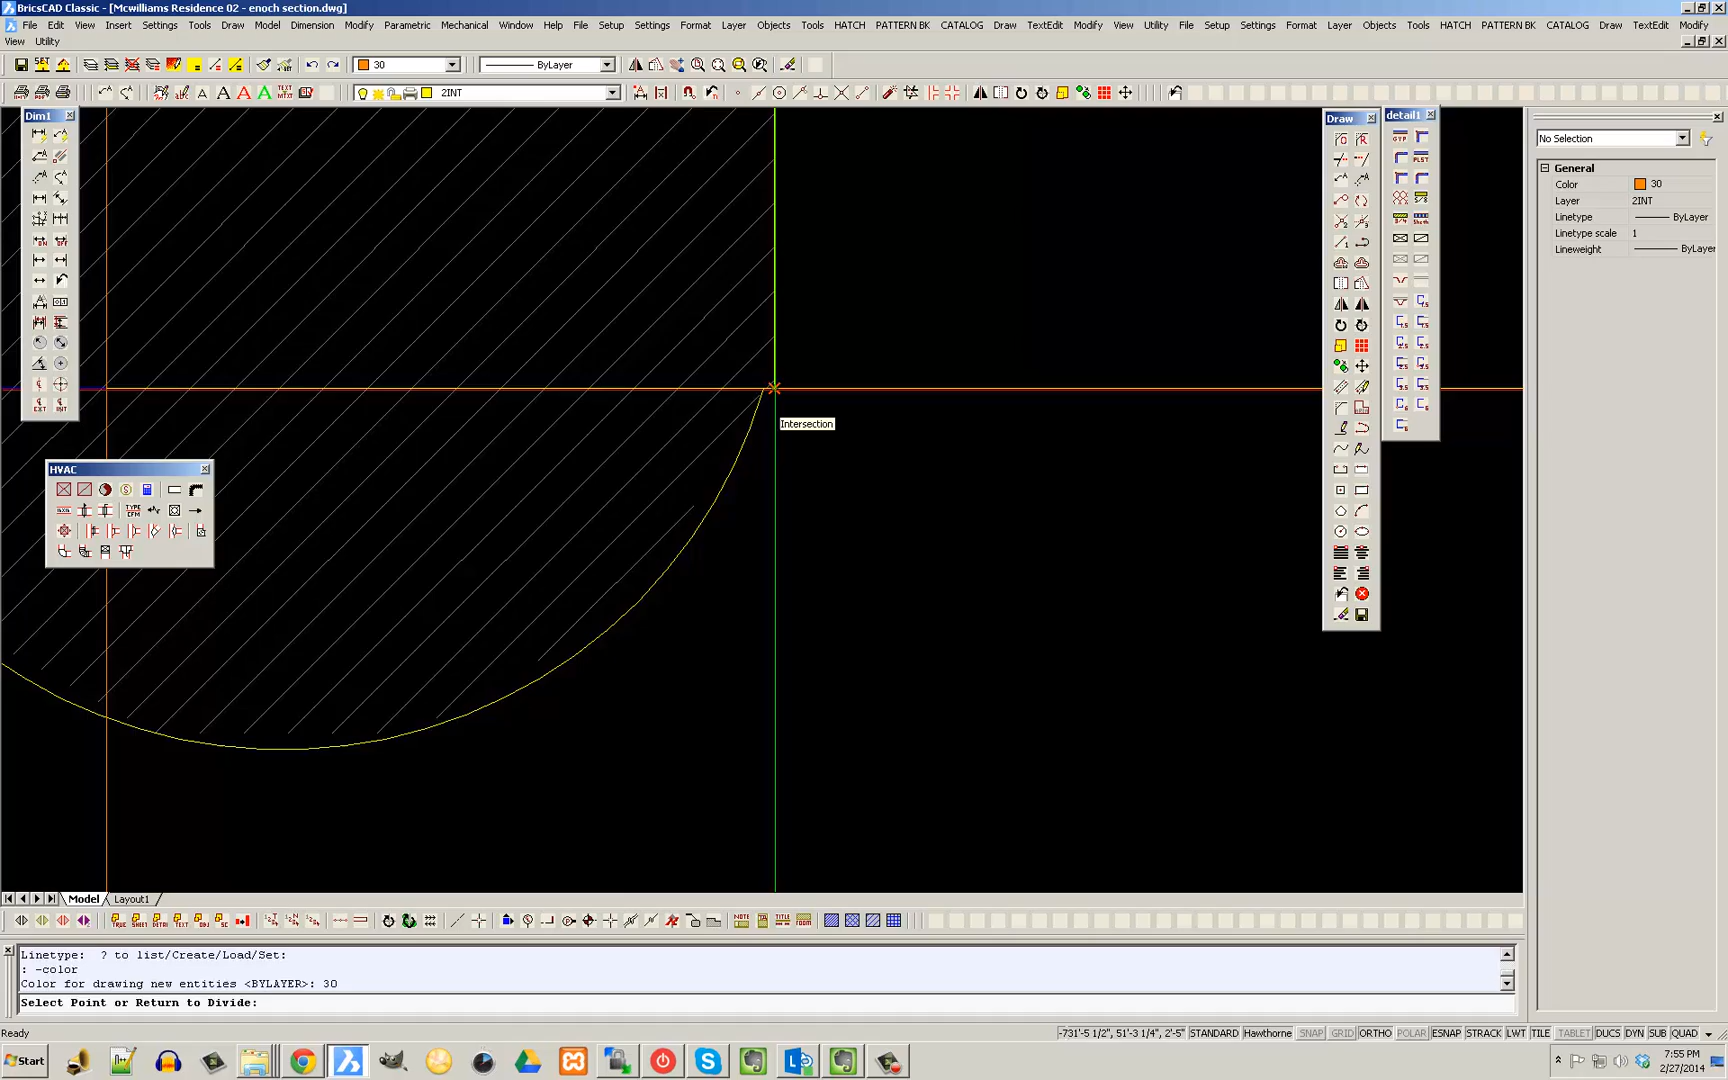 BricsCAD Classic - [Mcwilliams Residence 02 - enoch section.dwg]
File Edit View Insert Settings Tools Draw Model Dimension Modify Parametric Mechanical Window Help File Setup Settings Format Layer Objects Tools HATCH PATTERN BK CATALOG Draw TextEdit Modify View Utility File Setup Settings Format Layer Objects Tools HATCH PATTERN BK CATALOG Draw TextEdit Modify
View Utility
SET 30 ByLayer
2INT
Dim1
Draw
detail1
No Selection
General
Color 30
Layer 2INT
Linetype ByLayer
Linetype scale 1
Lineweight ByLayer
Intersection
HVAC
Model Layout1
Linetype: ? to list/Create/Load/Set:
: -color
Color for drawing new entities <BYLAYER>: 30
Select Point or Return to Divide:
Ready
-731'-5 1/2", 51'-3 1/4", 2'-5" STANDARD Hawthorne SNAP GRID ORTHO POLAR ESNAP STRACK LWT TILE TABLET DUCS DYN SUB QUAD
Start
7:55 PM
2/27/2014